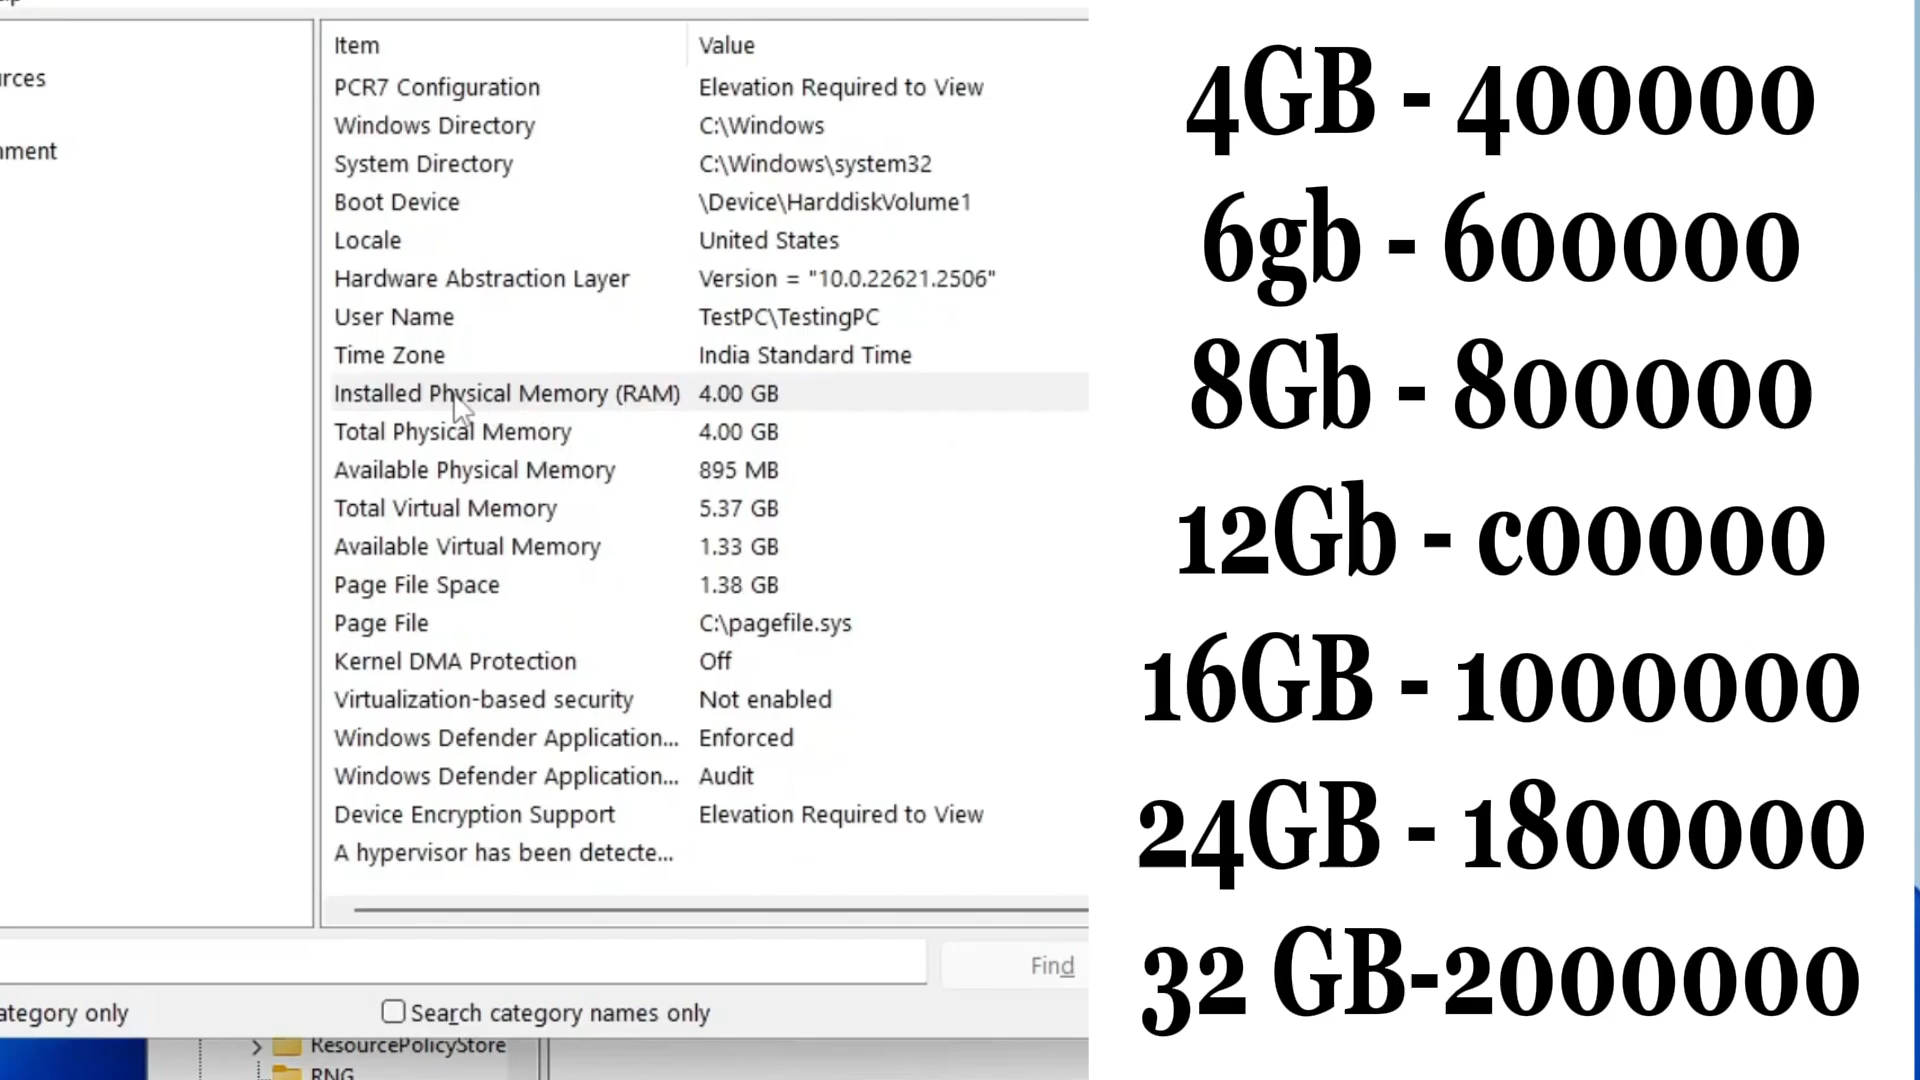 rces
nment
Item Value
PCR7 Configuration Elevation Required to View
Windows Directory C:\Windows
System Directory C:\Windows\system32
Boot Device \Device\HarddiskVolume1
Locale United States
Hardware Abstraction Layer Version = "10.0.22621.2506"
User Name TestPC\TestingPC
Time Zone India Standard Time
Installed Physical Memory (RAM) 4.00 GB
Total Physical Memory 4.00 GB
Available Physical Memory 895 MB
Total Virtual Memory 5.37 GB
Available Virtual Memory 1.33 GB
Page File Space 1.38 GB
Page File C:\pagefile.sys
Kernel DMA Protection Off
Virtualization-based security Not enabled
Windows Defender Application... Enforced
Windows Defender Application... Audit
Device Encryption Support Elevation Required to View
A hypervisor has been detecte...
Find
ategory only Search category names only
ResourcePolicyStore
RNG
4GB - 400000
6gb - 600000
8Gb - 800000
12Gb - c00000
16GB - 1000000
24GB - 1800000
32 GB-2000000